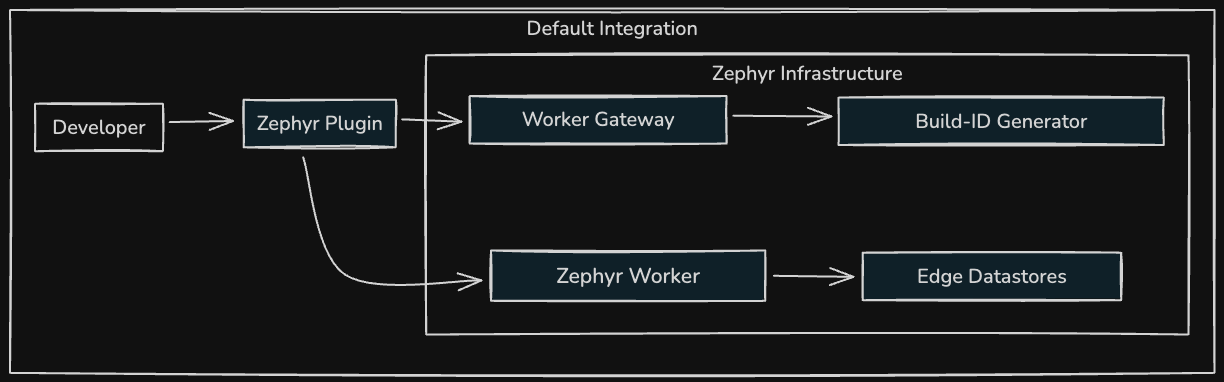 Default Integration
Zephyr Infrastructure
Developer
Zephyr Plugin
Worker Gateway
Build-ID Generator
Zephyr Worker
Edge Datastores